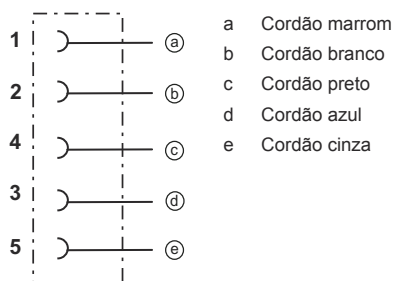 1 ⓐ
2 ⓑ
4 ⓒ
3 ⓓ
5 ⓔ
a Cordão marrom
b Cordão branco
c Cordão preto
d Cordão azul
e Cordão cinza